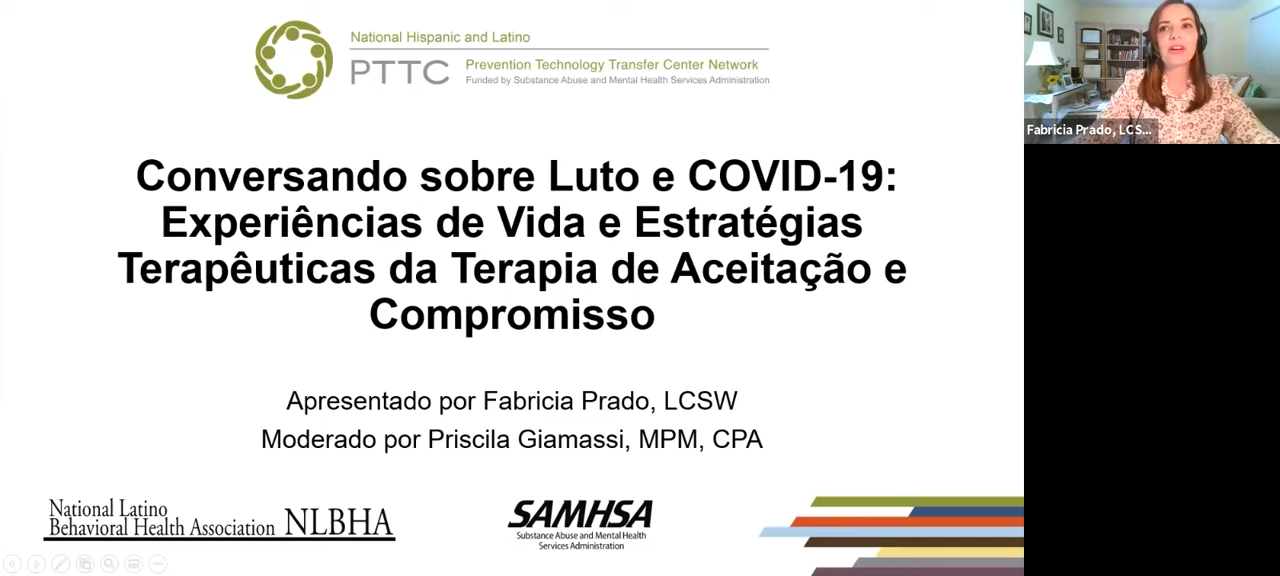 National Hispanic and Latino
PTTC
Prevention Technology Transfer Center Network
Funded by Substance Abuse and Mental Health Services Administration
Conversando sobre Luto e COVID-19:
Experiências de Vida e Estratégias
Terapêuticas da Terapia de Aceitação e
Compromisso
Apresentado por Fabricia Prado, LCSW
Moderado por Priscila Giamassi, MPM, CPA
National Latino
Behavioral Health Association NLBHA
SAMHSA
Substance Abuse and Mental Health
Services Administration
Fabricia Prado, LCS...